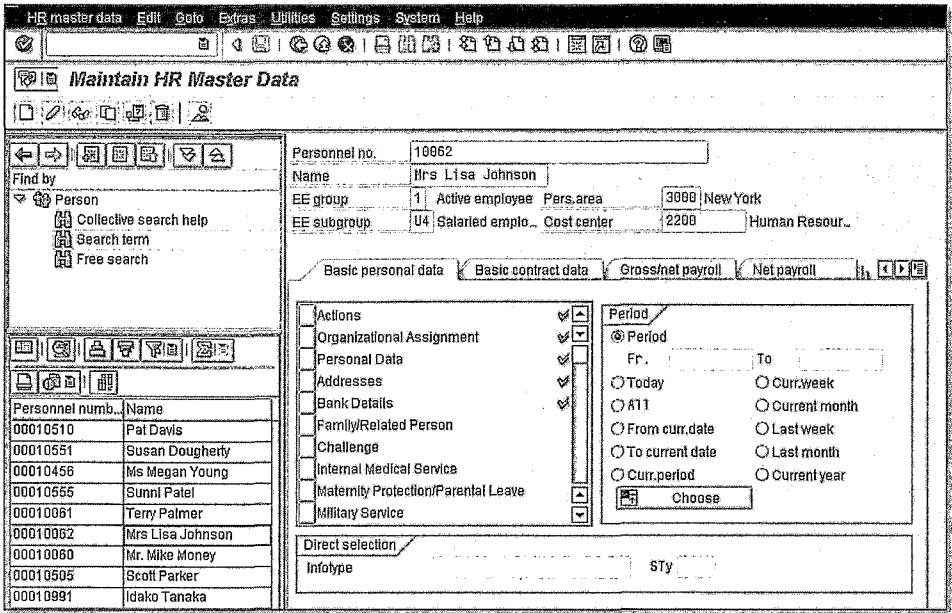 HR master data Edit Goto Extras Utilities Settings System Help
Maintain HR Master Data
Find by
Person
Collective search help
Search term
Free search
Personnel numb... Name
00010510 Pat Davis
00010551 Susan Dougherty
00010456 Ms Megan Young
00010555 Sunni Patel
00010061 Terry Palmer
00010062 Mrs Lisa Johnson
00010060 Mr. Mike Money
00010505 Scott Parker
00010991 Idako Tanaka
Personnel no. 10062
Name Mrs Lisa Johnson
EE group 1 Active employee Pers.area 3000 New York
EE subgroup U4 Salaried emplo... Cost center 2200 Human Resour...
Basic personal data Basic contract data Gross/net payroll Net payroll
Actions
Organizational Assignment
Personal Data
Addresses
Bank Details
Family/Related Person
Challenge
Internal Medical Service
Maternity Protection/Parental Leave
Military Service
Period
Period
Fr. To
Today Curr.week
All Current month
From curr.date Last week
To current date Last month
Curr.period Current year
Choose
Direct selection
Infotype STy